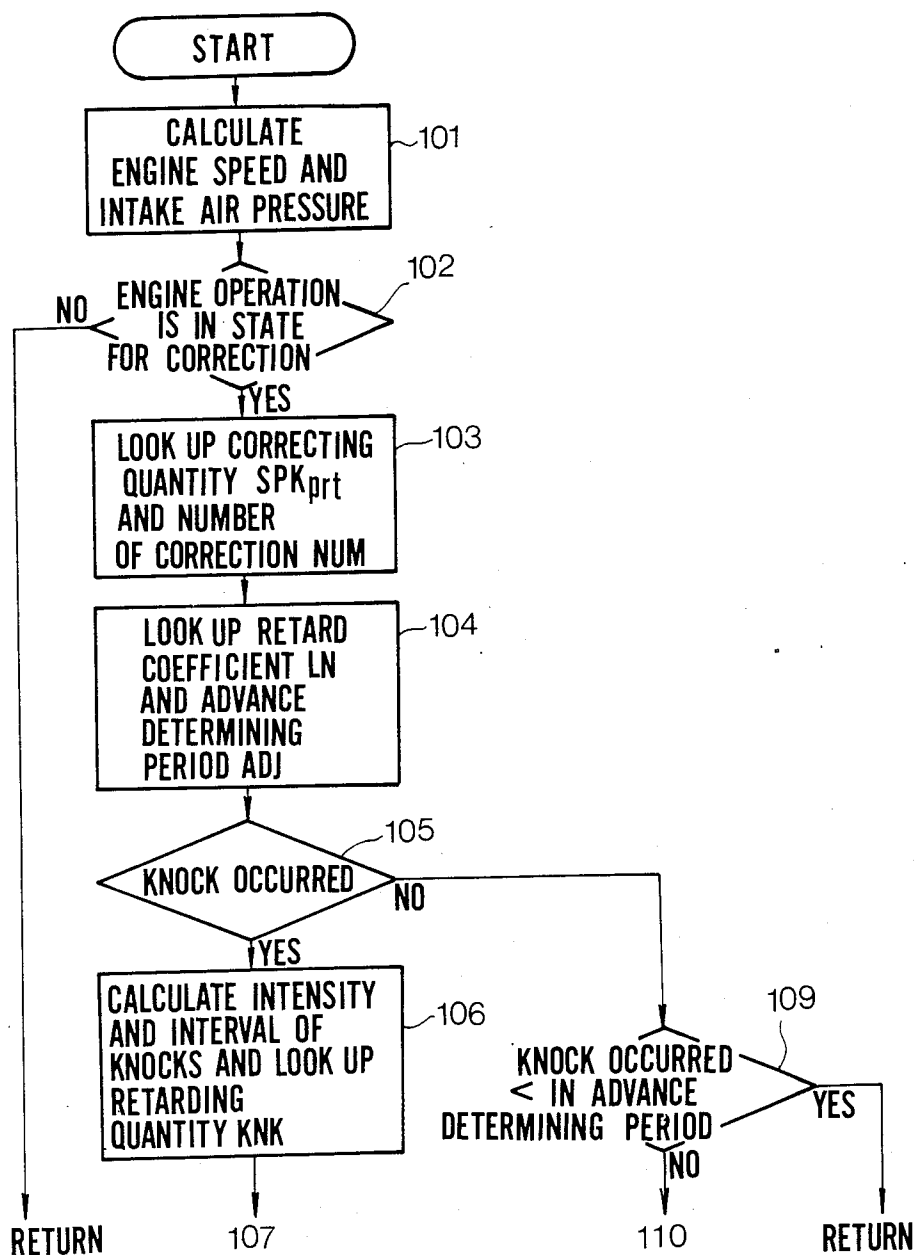 START
CALCULATE
ENGINE SPEED AND
INTAKE AIR PRESSURE
101
102
NO
ENGINE OPERATION
IS IN STATE
FOR CORRECTION
YES
LOOK UP CORRECTING
QUANTITY SPKprt
AND NUMBER
OF CORRECTION NUM
103
LOOK UP RETARD
COEFFICIENT LN
AND ADVANCE
DETERMINING
PERIOD ADJ
104
105
KNOCK OCCURRED
NO
YES
CALCULATE INTENSITY
AND INTERVAL OF
KNOCKS AND LOOK UP
RETARDING
QUANTITY KNK
106
109
KNOCK OCCURRED
IN ADVANCE
DETERMINING PERIOD
YES
NO
RETURN
107
110
RETURN